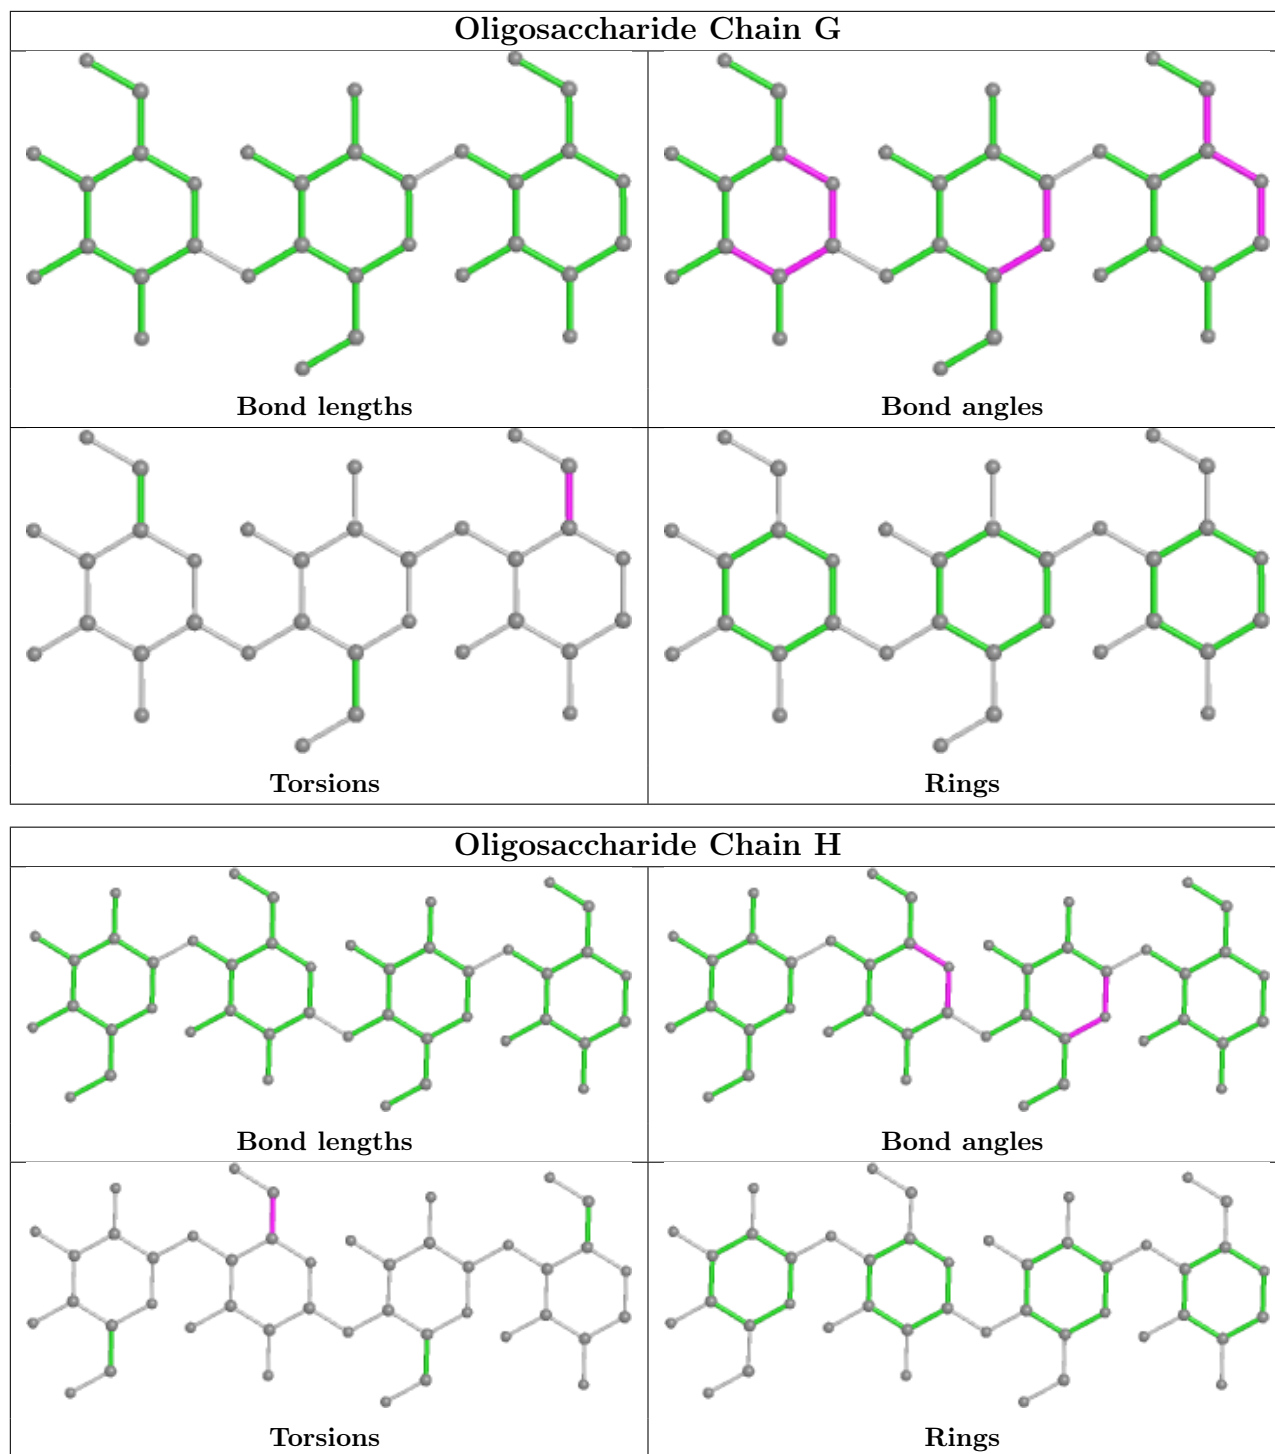 Oligosaccharide Chain G
Bond lengths
Bond angles
Torsions
Rings
Oligosaccharide Chain H
Bond lengths
Bond angles
Torsions
Rings